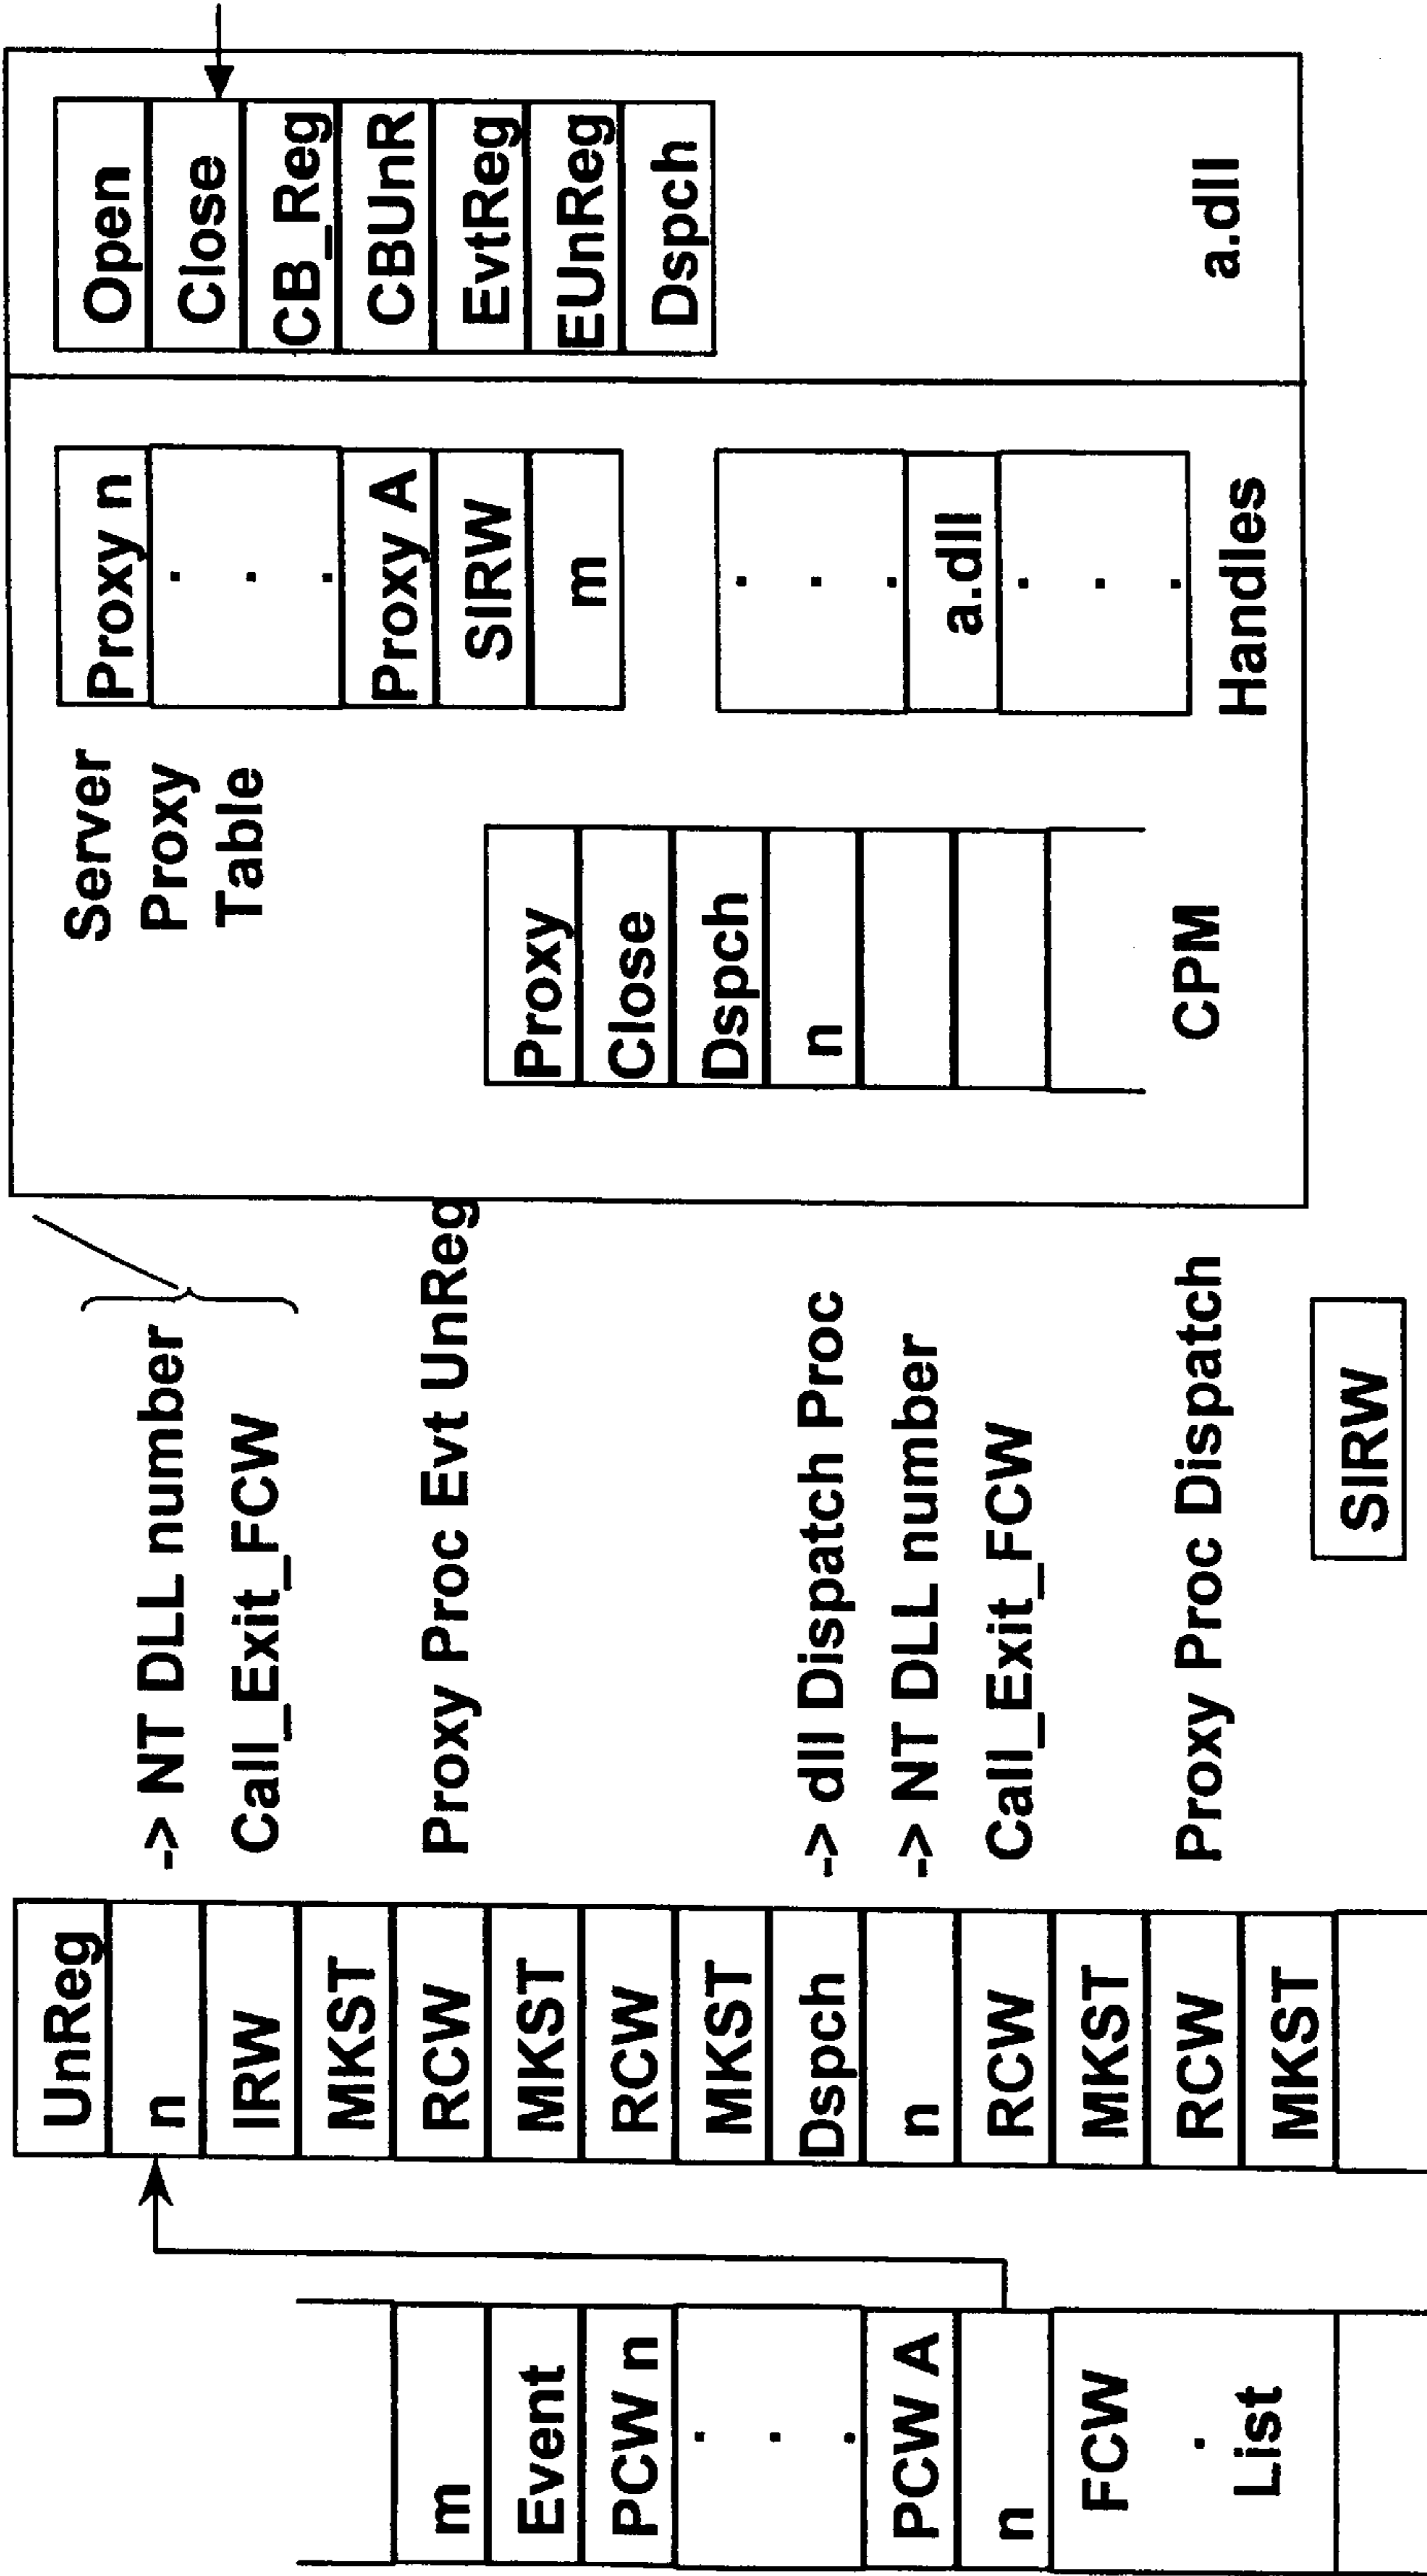 m
Event
PCW n
.
.
.
PCW A
n
FCW
.
List
UnReg
n
IRW
MKST
RCW
MKST
RCW
MKST
Dspch
n
RCW
MKST
RCW
MKST
-> NT DLL number
Call_Exit_FCW
Proxy Proc Evt UnReg
-> dll Dispatch Proc
-> NT DLL number
Call_Exit_FCW
Proxy Proc Dispatch
SIRW
Server
Proxy
Table
Proxy
Close
Dspch
n
CPM
Proxy n
.
.
.
Proxy A
SIRW
m
.
.
.
a.dll
.
.
.
Handles
Open
Close
CB_Reg
CBUnR
EvtReg
EUnReg
Dspch
a.dll